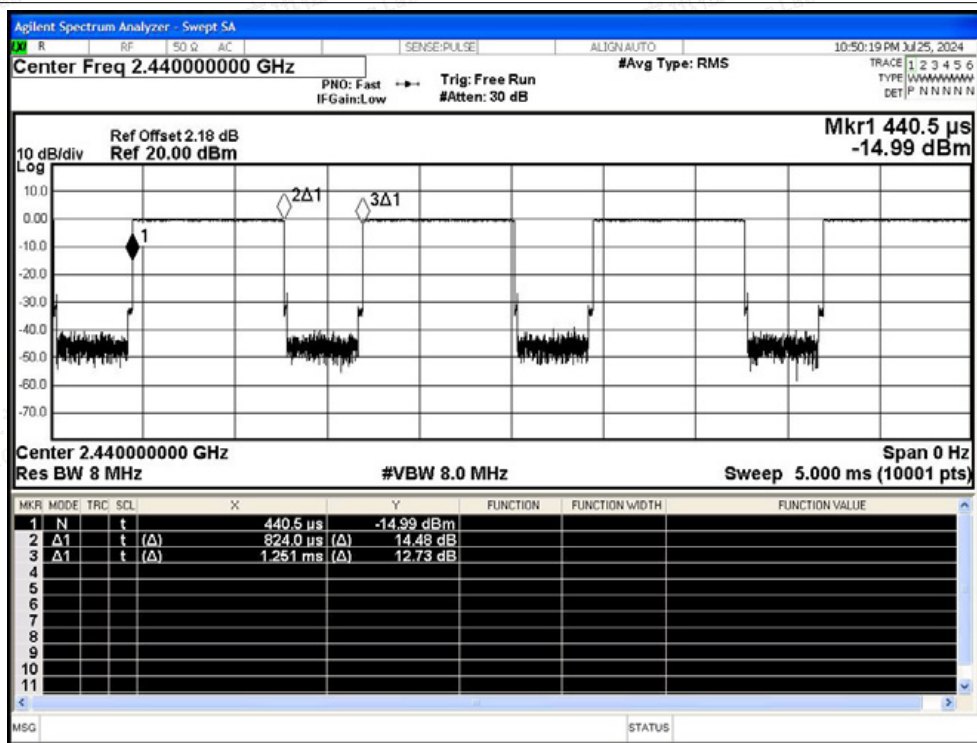 Agilent Spectrum Analyzer - Swept SA
R RF 50 Ω AC SENSE:PULSE ALIGNAUTO 10:50:19 PM Jul 25, 2024
Center Freq 2.440000000 GHz #Avg Type: RMS TRACE 1 2 3 4 5 6
PNO: Fast Trig: Free Run TYPE WWWWWW
IFGain:Low #Atten: 30 dB DET P N N N N N
Mkr1 440.5 µs
-14.99 dBm
Ref Offset 2.18 dB
10 dB/div Ref 20.00 dBm
Log
10.0
2Δ1 3Δ1
0.00
1
-10.0
-20.0
-30.0
-40.0
-50.0
-60.0
-70.0
Center 2.440000000 GHz Span 0 Hz
Res BW 8 MHz #VBW 8.0 MHz Sweep 5.000 ms (10001 pts)
MKR MODE TRC SCL X Y FUNCTION FUNCTION WIDTH FUNCTION VALUE
1 N t 440.5 µs -14.99 dBm
2 Δ1 t (Δ) 824.0 µs (Δ) 14.48 dB
3 Δ1 t (Δ) 1.251 ms (Δ) 12.73 dB
4
5
6
7
8
9
10
11
MSG STATUS